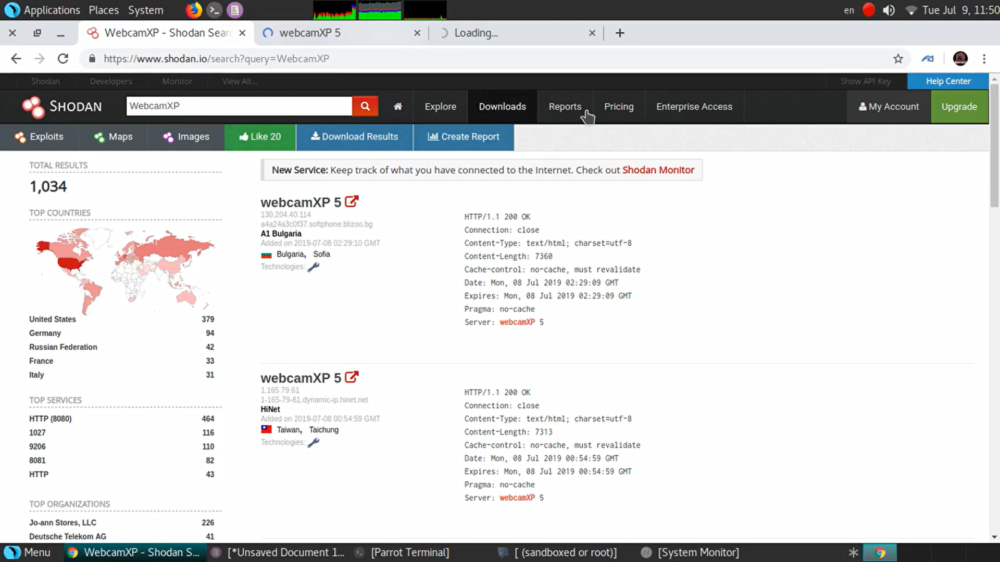 Applications Places System
en Tue Jul 9, 11:50
WebcamXP - Shodan Sear
webcamXP 5
Loading...
https://www.shodan.io/search?query=WebcamXP
Shodan Developers Monitor View All... Show API Key Help Center
SHODAN WebcamXP Explore Downloads Reports Pricing Enterprise Access My Account Upgrade
Exploits Maps Images Like 20 Download Results Create Report
TOTAL RESULTS
1,034
TOP COUNTRIES
United States 379
Germany 94
Russian Federation 42
France 33
Italy 31
TOP SERVICES
HTTP (8080) 464
1027 116
9206 110
8081 82
HTTP 43
TOP ORGANIZATIONS
Jo-ann Stores, LLC 226
Deutsche Telekom AG 41
New Service: Keep track of what you have connected to the Internet. Check out Shodan Monitor
webcamXP 5
130.204.40.114
a4a24a3c0f37.softphone.blizoo.bg
A1 Bulgaria
Added on 2019-07-08 02:29:10 GMT
Bulgaria, Sofia
Technologies:
HTTP/1.1 200 OK
Connection: close
Content-Type: text/html; charset=utf-8
Content-Length: 7360
Cache-control: no-cache, must revalidate
Date: Mon, 08 Jul 2019 02:29:09 GMT
Expires: Mon, 08 Jul 2019 02:29:09 GMT
Pragma: no-cache
Server: webcamXP 5
webcamXP 5
1.165.79.61
1-165-79-61.dynamic-ip.hinet.net
HiNet
Added on 2019-07-08 00:54:59 GMT
Taiwan, Taichung
Technologies:
HTTP/1.1 200 OK
Connection: close
Content-Type: text/html; charset=utf-8
Content-Length: 7313
Cache-control: no-cache, must revalidate
Date: Mon, 08 Jul 2019 00:54:59 GMT
Expires: Mon, 08 Jul 2019 00:54:59 GMT
Pragma: no-cache
Server: webcamXP 5
Menu WebcamXP - Shodan S... [*Unsaved Document 1... [Parrot Terminal] [ (sandboxed or root)] [System Monitor]